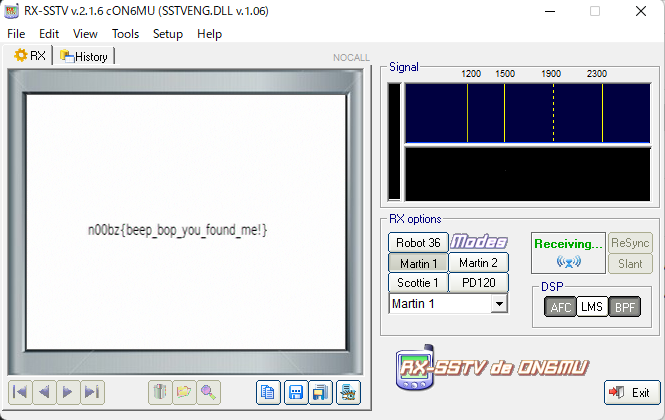 RX-SSTV v.2.1.6 cON6MU (SSTVENG.DLL v.1.06)
File Edit View Tools Setup Help
RX History NOCALL
n00bz{beep_bop_you_found_me!}
Signal
1200 1500 1900 2300
RX options
Robot 36 Modes
Martin 1 Martin 2
Scottie 1 PD120
Martin 1
Receiving...
ReSync
Slant
DSP
AFC LMS BPF
RX-SSTV da ON6MU
Exit